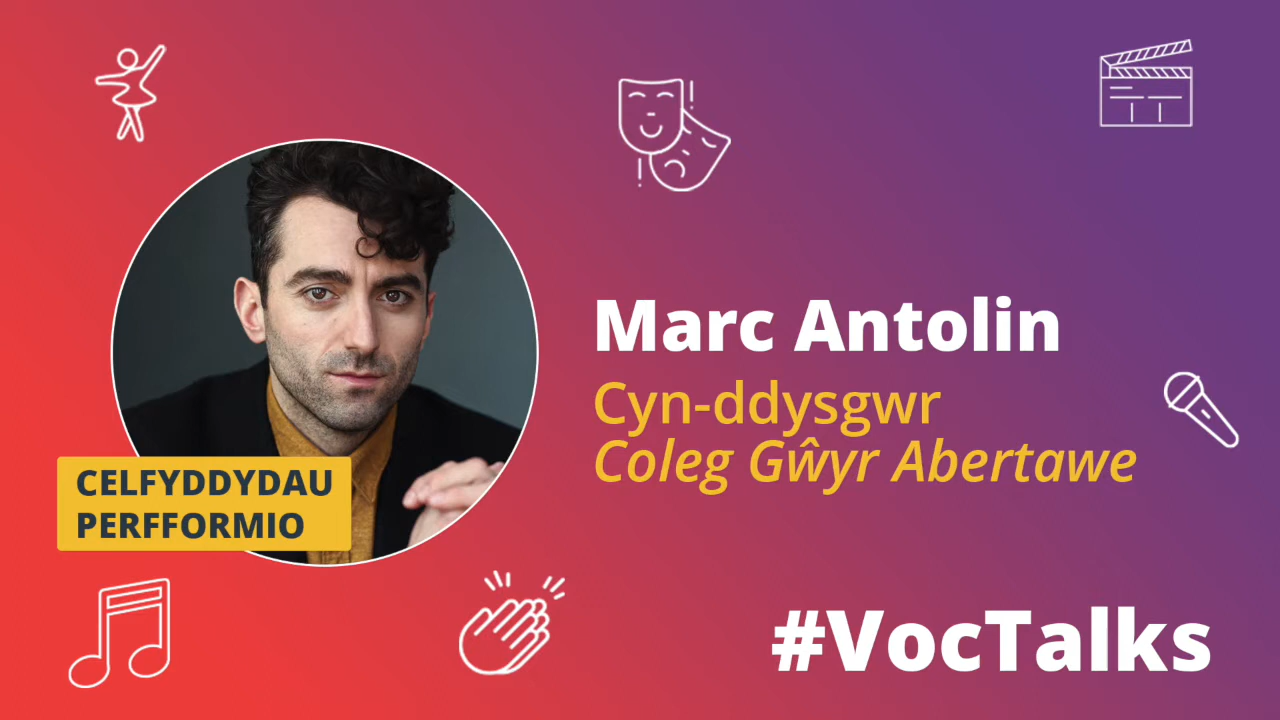 Marc Antolin
Cyn-ddysgwr
Coleg Gŵyr Abertawe
CELFYDDYDAU
PERFFORMIO
#VocTalks